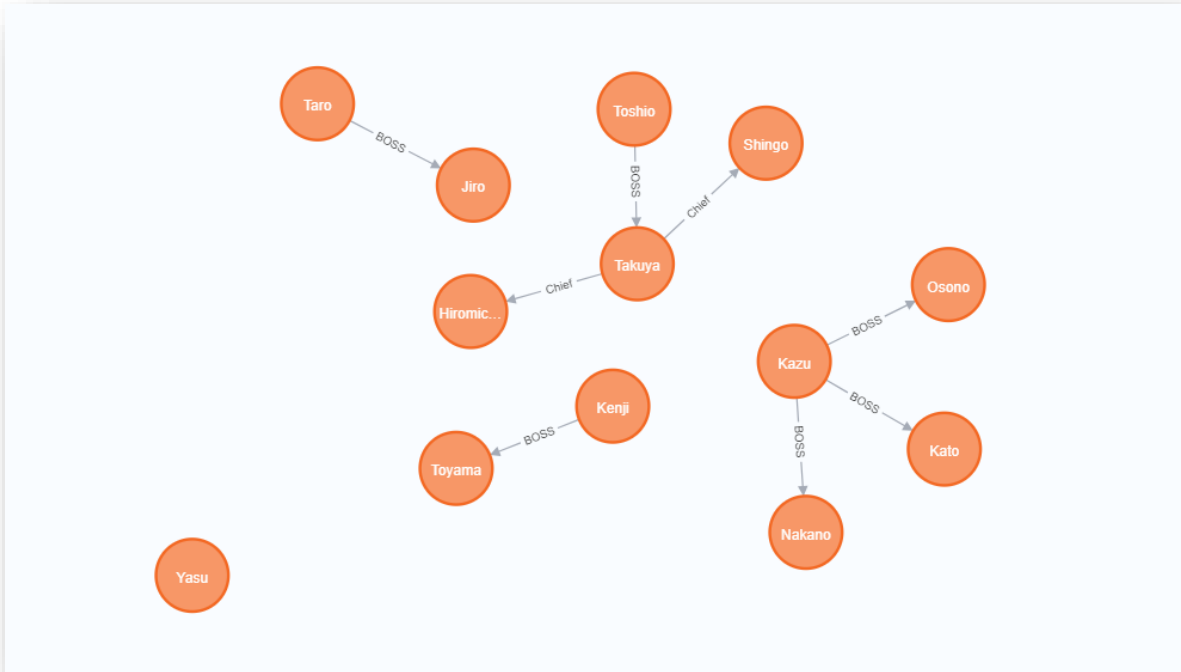 Taro
BOSS
Jiro
Toshio
BOSS
Shingo
Chief
Takuya
Chief
Hiromic...
Osono
BOSS
Kazu
BOSS
Kato
BOSS
Nakano
Kenji
BOSS
Toyama
Yasu